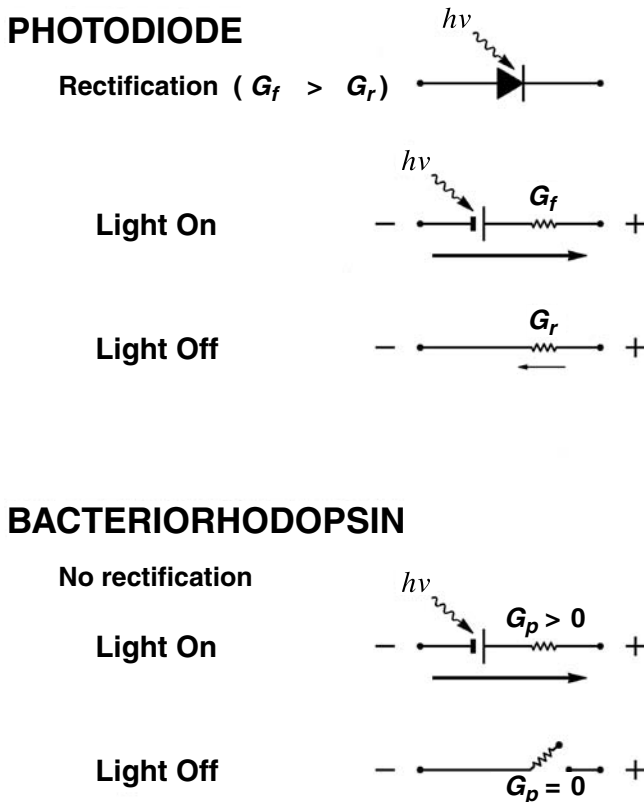 PHOTODIODE
hν
Rectification ( Gf > Gr )
hν
Gf
Light On − +
Gr
Light Off − +
BACTERIORHODOPSIN
No rectification
hν
Gp > 0
Light On − +
Light Off − +
Gp = 0